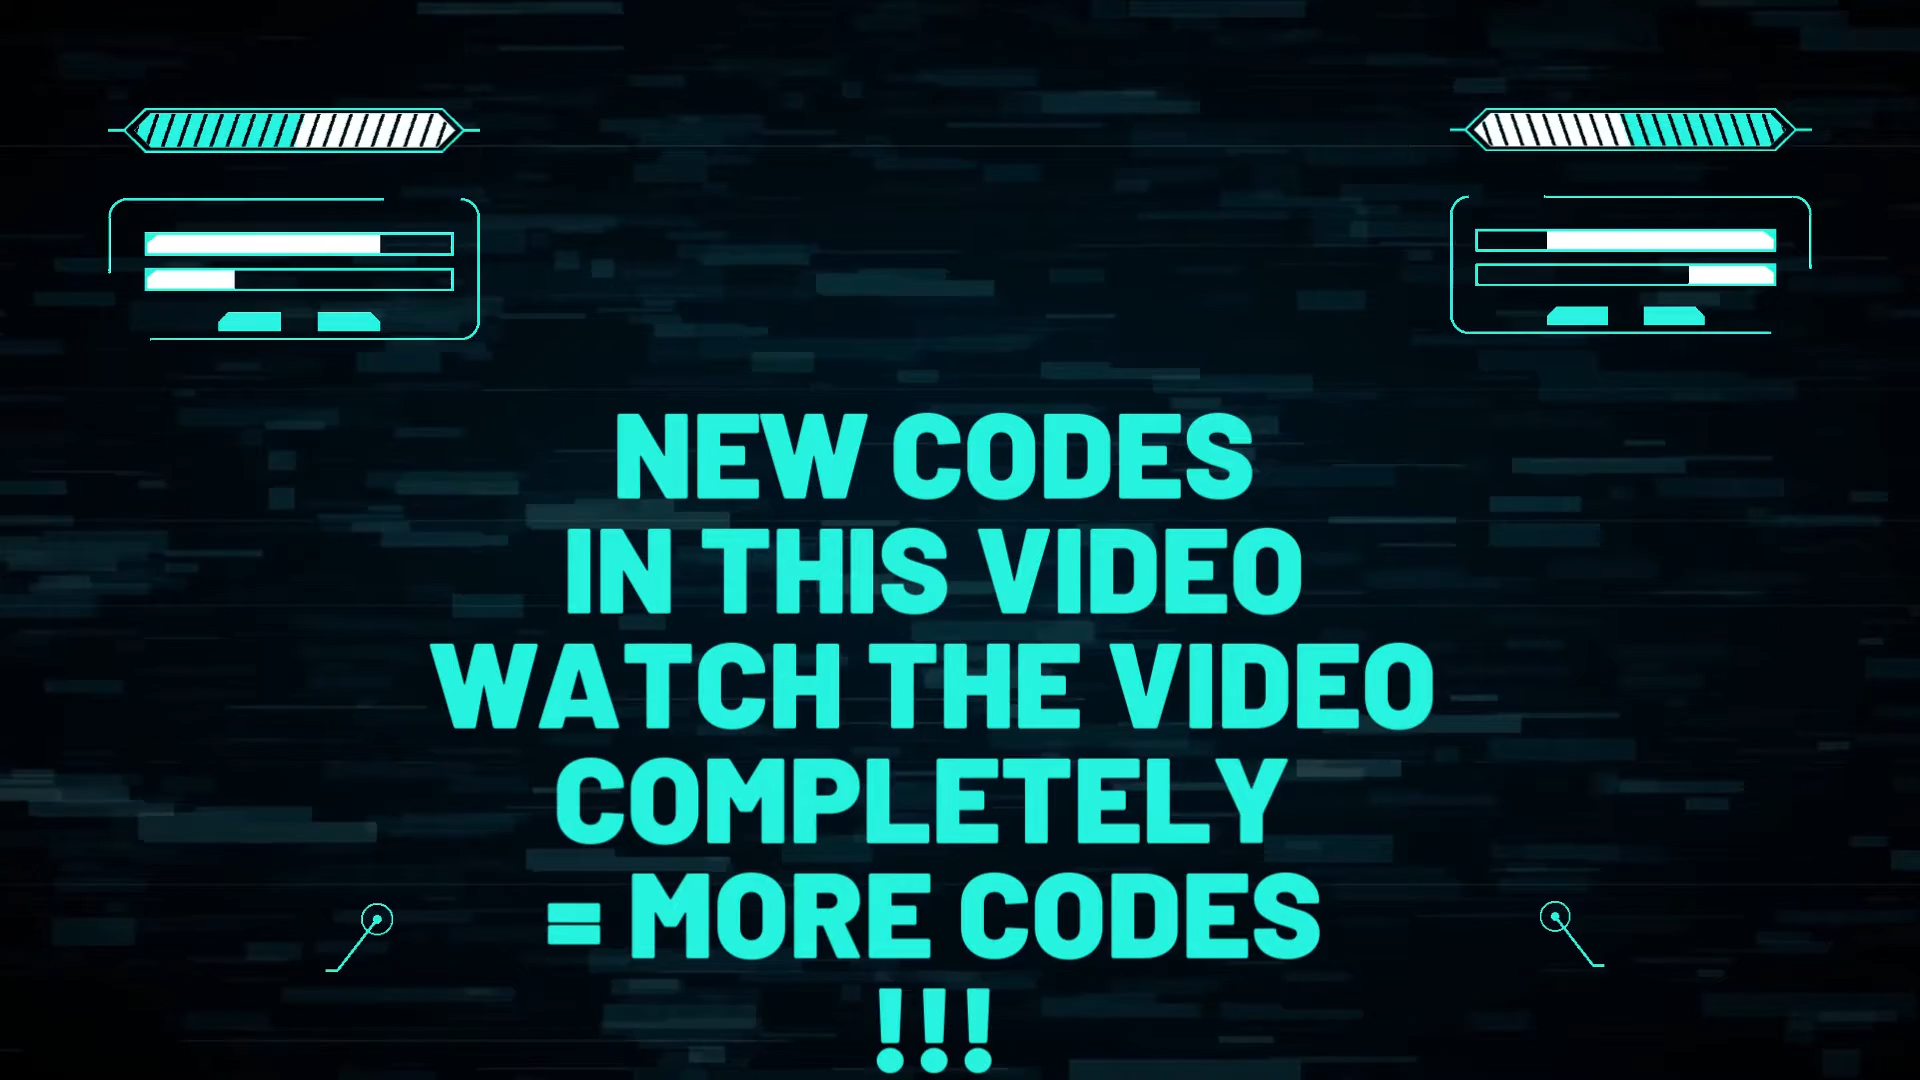 NEW CODES
IN THIS VIDEO
WATCH THE VIDEO
COMPLETELY
= MORE CODES
!!!